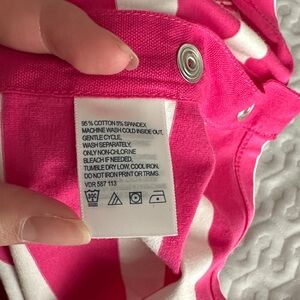 95 % COTTON 5% SPANDEX
MACHINE WASH COLD INSIDE OUT,
GENTLE CYCLE,
WASH SEPARATELY,
ONLY NON-CHLORINE
BLEACH IF NEEDED,
TUMBLE DRY LOW, COOL IRON.
DO NOT IRON PRINT OR TRIMS.
VDR 587 113